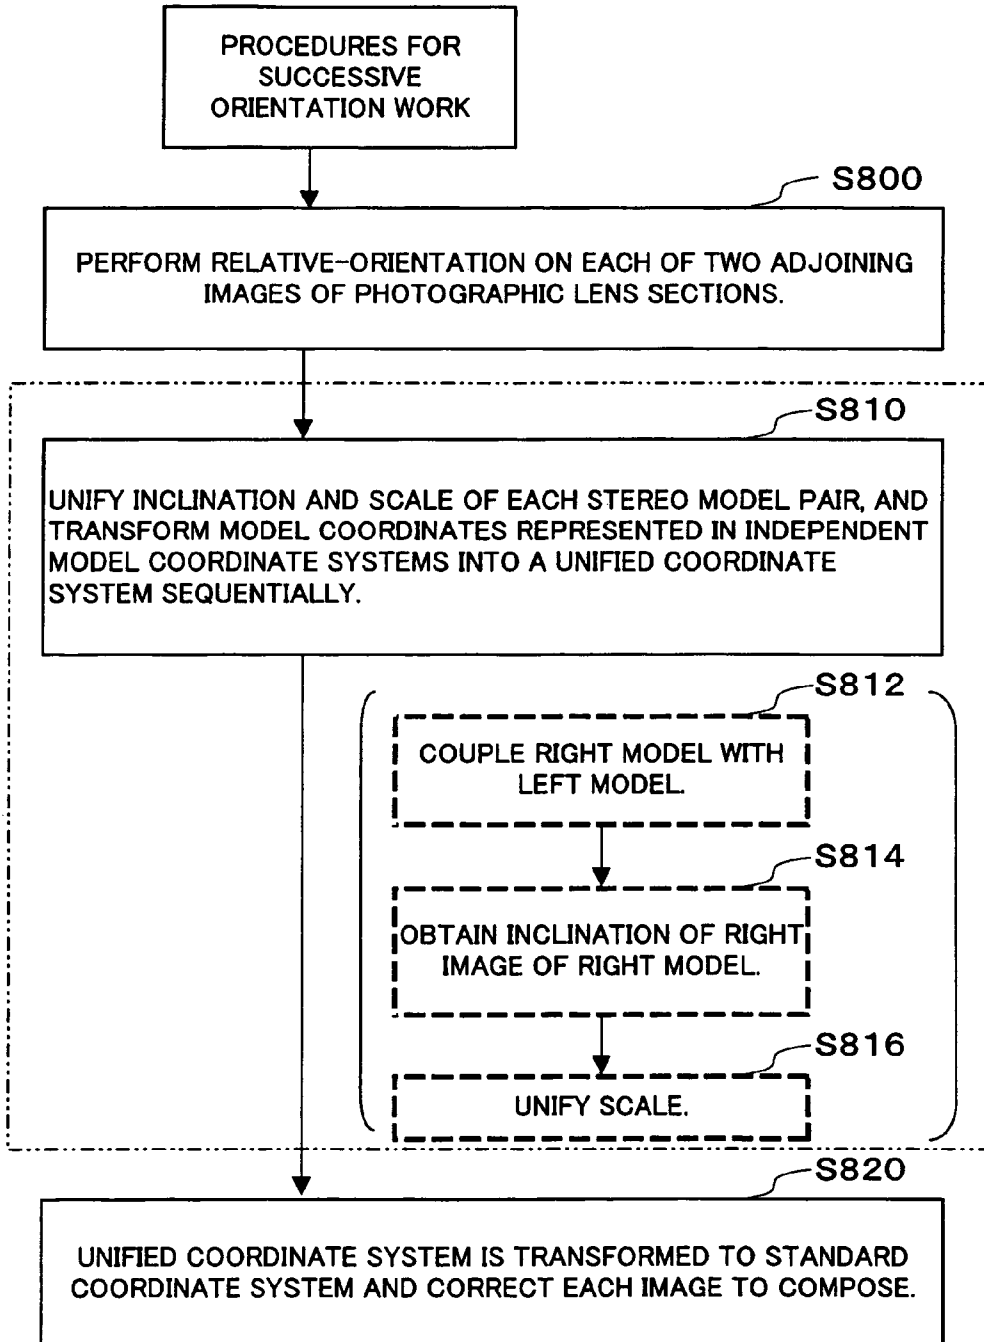 PROCEDURES FOR
SUCCESSIVE
ORIENTATION WORK
S800
PERFORM RELATIVE-ORIENTATION ON EACH OF TWO ADJOINING
IMAGES OF PHOTOGRAPHIC LENS SECTIONS.
S810
UNIFY INCLINATION AND SCALE OF EACH STEREO MODEL PAIR, AND
TRANSFORM MODEL COORDINATES REPRESENTED IN INDEPENDENT
MODEL COORDINATE SYSTEMS INTO A UNIFIED COORDINATE
SYSTEM SEQUENTIALLY.
S812
COUPLE RIGHT MODEL WITH
LEFT MODEL.
S814
OBTAIN INCLINATION OF RIGHT
IMAGE OF RIGHT MODEL.
S816
UNIFY SCALE.
S820
UNIFIED COORDINATE SYSTEM IS TRANSFORMED TO STANDARD
COORDINATE SYSTEM AND CORRECT EACH IMAGE TO COMPOSE.